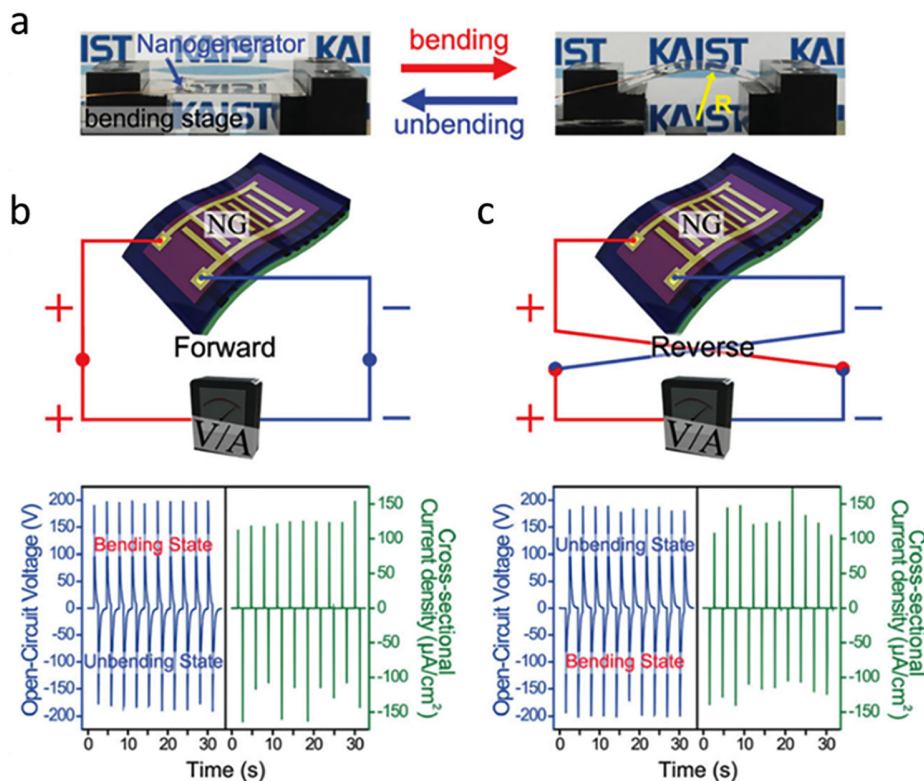 a
IST
KAIST
KAI
Nanogenerator
KAIST
bending stage
bending
unbending
IST
KAIST
KAI
R
KAIST
b
NG
+
−
Forward
+
−
V/A
Open-Circuit Voltage (V)
200
150
100
50
0
-50
-100
-150
-200
Bending State
Unbending State
150
100
50
0
-50
-100
-150
Cross-sectional
Current density (μA/cm²)
0 10 20 30 0 10 20 30
Time (s)
c
NG
+
−
Reverse
+
−
V/A
Open-Circuit Voltage (V)
200
150
100
50
0
-50
-100
-150
-200
Unbending State
Bending State
150
100
50
0
-50
-100
-150
Cross-sectional
Current density (μA/cm²)
0 10 20 30 0 10 20 30
Time (s)